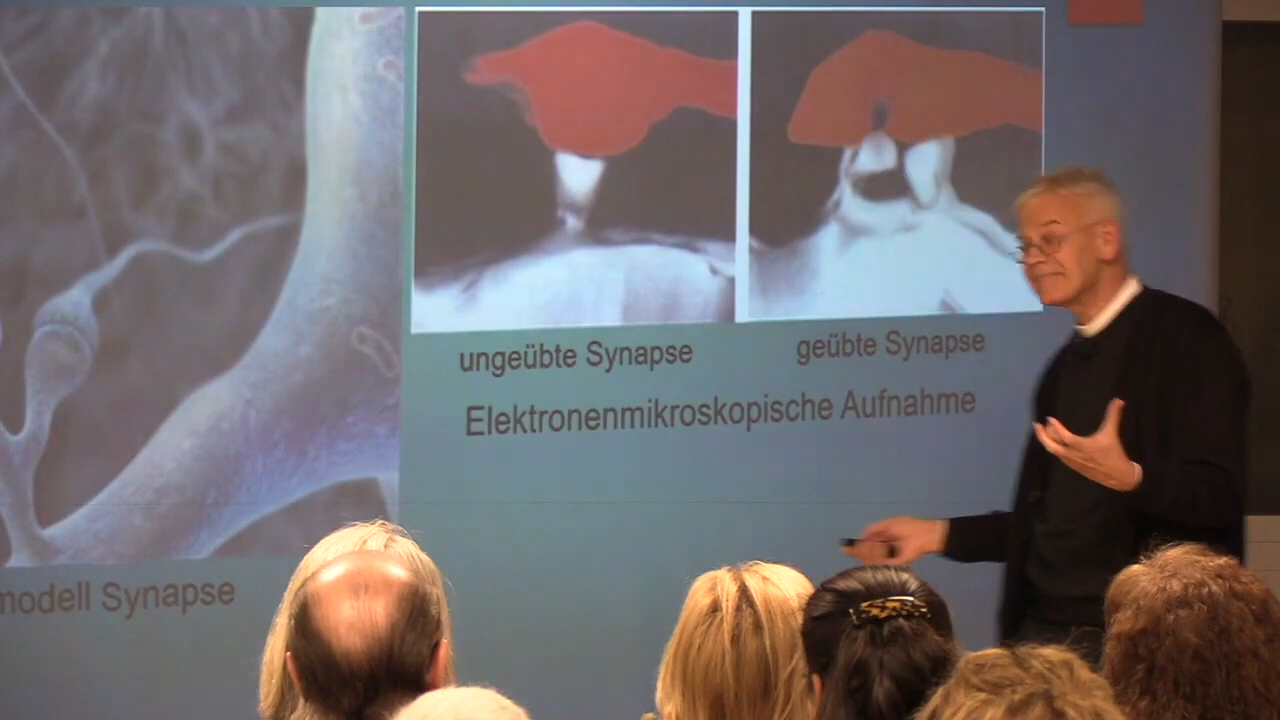 ungeübte Synapse
geübte Synapse
Elektronenmikroskopische Aufnahme
modell Synapse